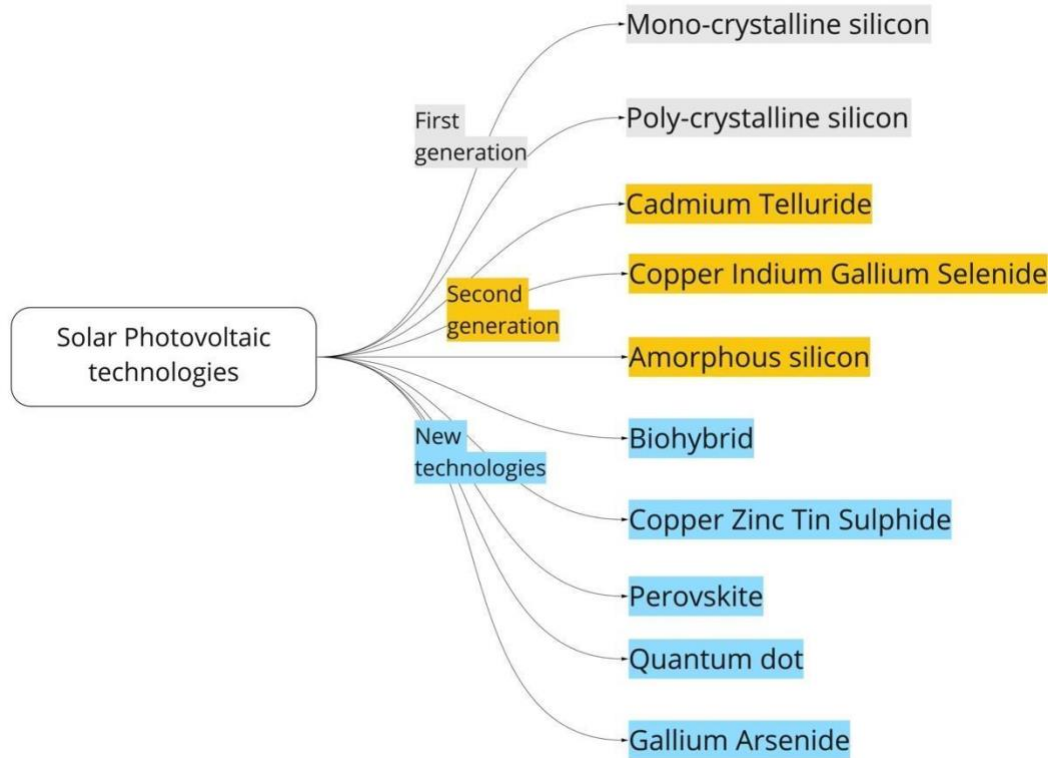 Solar Photovoltaic
technologies
First
generation
Mono-crystalline silicon
Poly-crystalline silicon
Second
generation
Cadmium Telluride
Copper Indium Gallium Selenide
Amorphous silicon
New
technologies
Biohybrid
Copper Zinc Tin Sulphide
Perovskite
Quantum dot
Gallium Arsenide